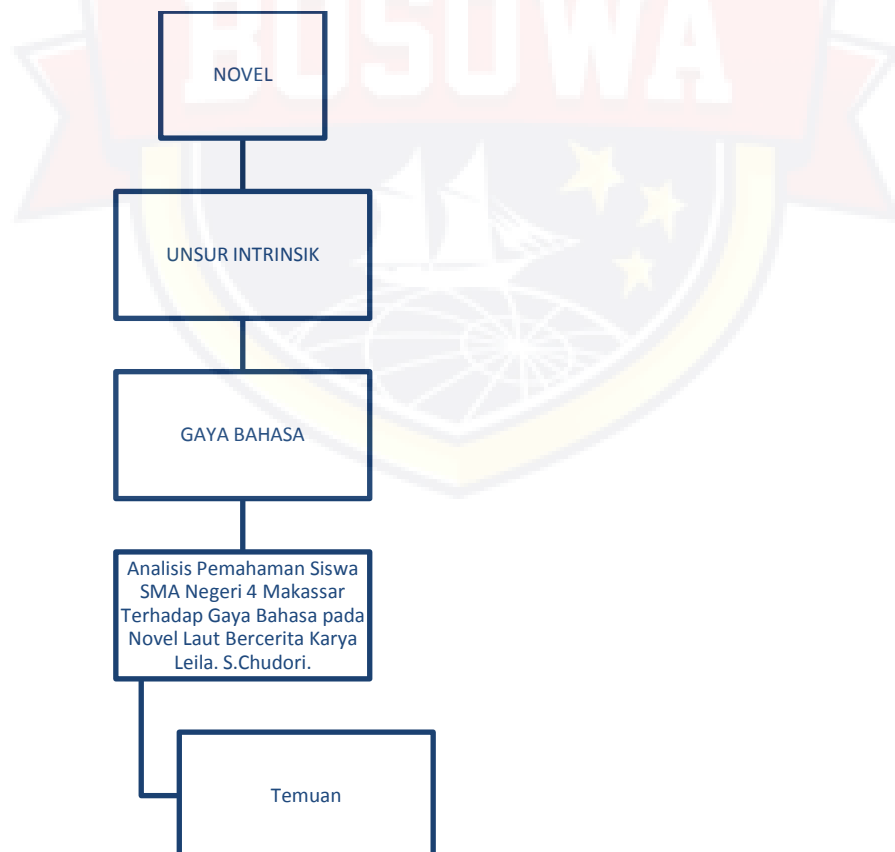 BOSOWA
NOVEL
UNSUR INTRINSIK
GAYA BAHASA
Analisis Pemahaman Siswa
SMA Negeri 4 Makassar
Terhadap Gaya Bahasa pada
Novel Laut Bercerita Karya
Leila. S.Chudori.
Temuan